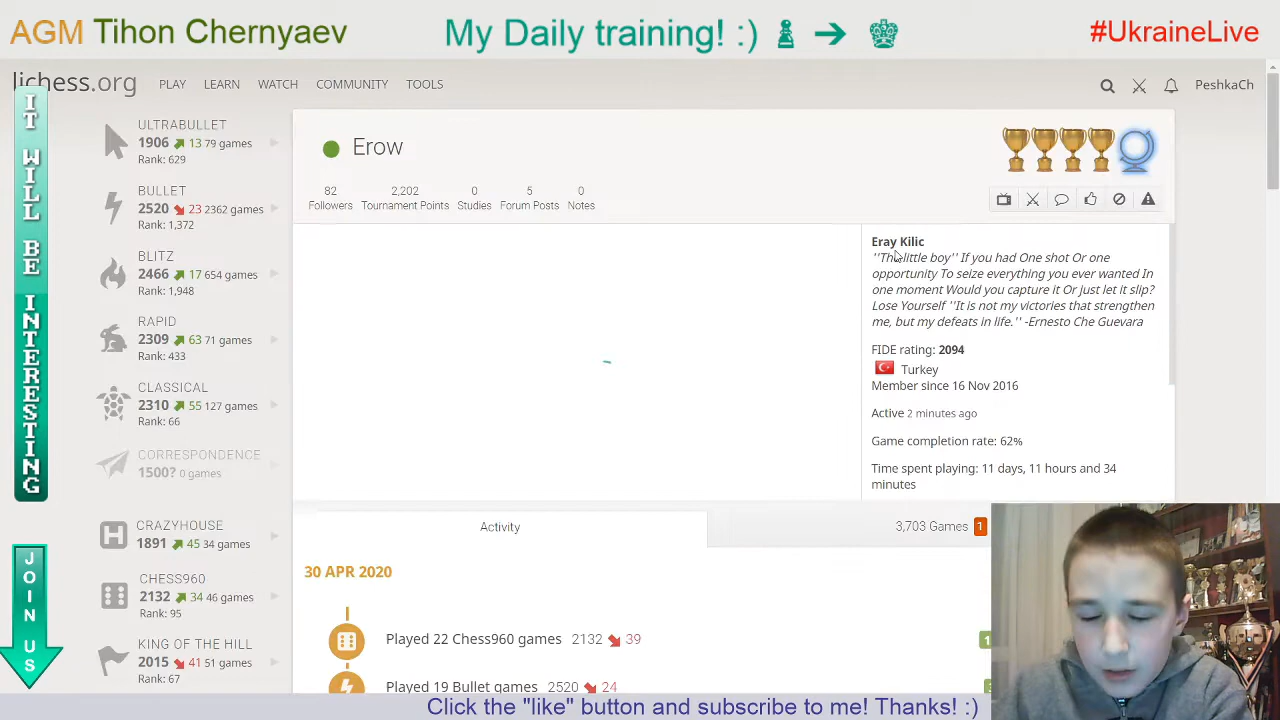 AGM Tihon Chernyaev
My Daily training! :)
#UkraineLive
lichess.org
PLAY LEARN WATCH COMMUNITY TOOLS
PeshkaCh
IT WILL BE INTERESTING
JOIN US
ULTRABULLET
1906 13 79 games
Rank: 629
BULLET
2520 23 2362 games
Rank: 1,372
BLITZ
2466 17 654 games
Rank: 1,948
RAPID
2309 63 71 games
Rank: 433
CLASSICAL
2310 55 127 games
Rank: 66
CORRESPONDENCE
1500? 0 games
CRAZYHOUSE
1891 45 34 games
CHESS960
2132 34 46 games
Rank: 95
KING OF THE HILL
2015 41 51 games
Rank: 67
Erow
82 2,202 0 5 0
Followers Tournament Points Studies Forum Posts Notes
Eray Kilic
''The little boy'' If you had One shot Or one
opportunity To seize everything you ever wanted In
one moment Would you capture it Or just let it slip?
Lose Yourself ''It is not my victories that strengthen
me, but my defeats in life.'' -Ernesto Che Guevara
FIDE rating: 2094
Turkey
Member since 16 Nov 2016
Active 2 minutes ago
Game completion rate: 62%
Time spent playing: 11 days, 11 hours and 34
minutes
Activity
3,703 Games 1
30 APR 2020
Played 22 Chess960 games 2132 39
Played 19 Bullet games 2520 24
Click the "like" button and subscribe to me! Thanks! :)